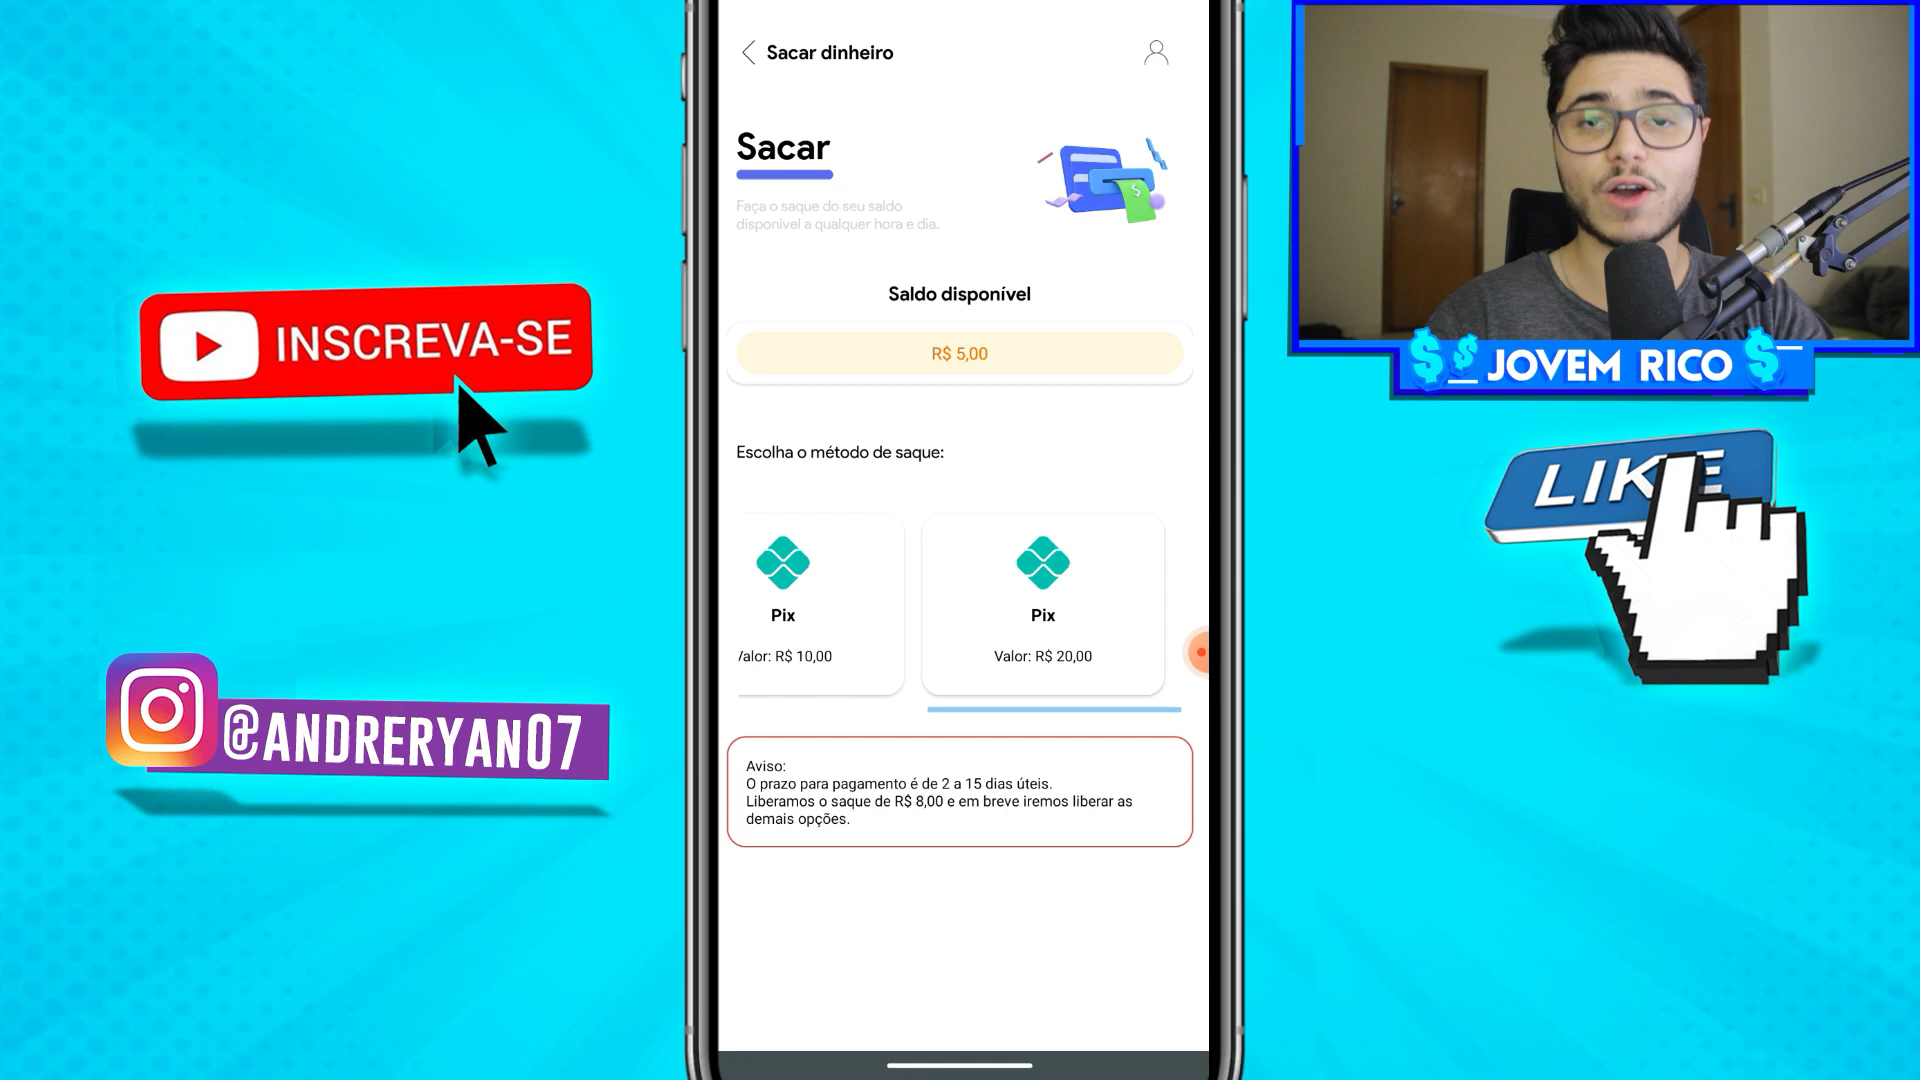 Sacar dinheiro
Sacar
Faça o saque do seu saldo
disponível a qualquer hora e dia.
Saldo disponível
R$ 5,00
Escolha o método de saque:
Pix
Valor: R$ 10,00
Pix
Valor: R$ 20,00
Aviso:
O prazo para pagamento é de 2 a 15 dias úteis.
Liberamos o saque de R$ 8,00 e em breve iremos liberar as
demais opções.
INSCREVA-SE
@ANDRERYAN07
$ $ JOVEM RICO $
LIKE